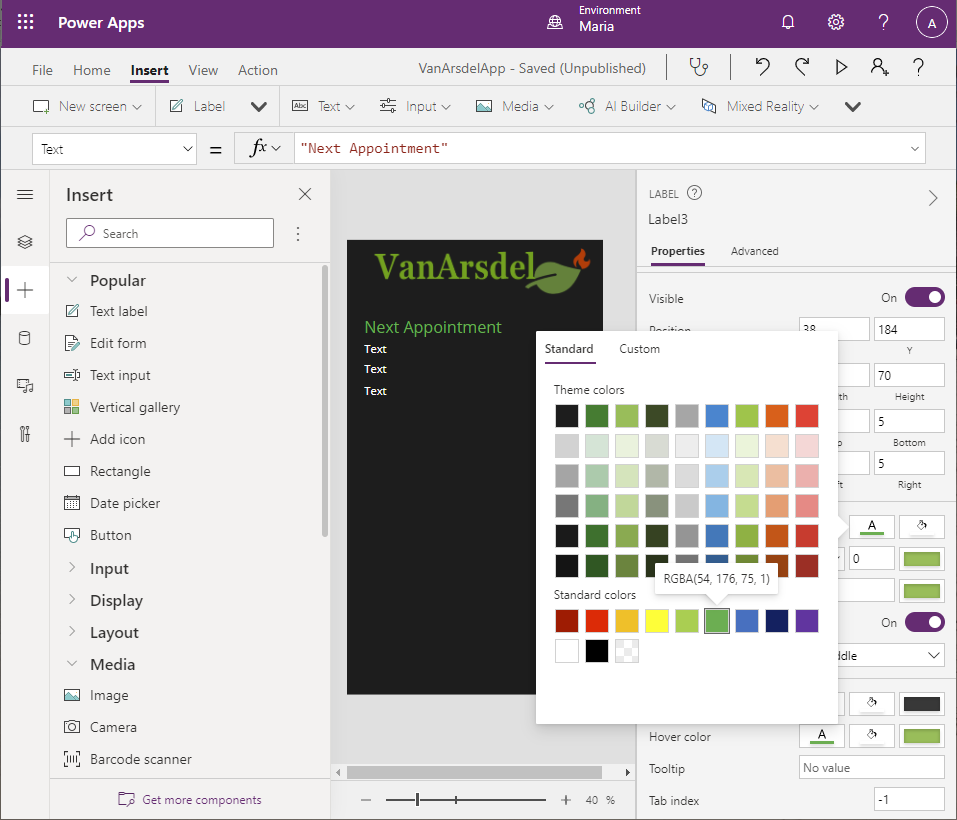 Power Apps
Environment
Maria
A
File Home Insert View Action
VanArsdelApp - Saved (Unpublished)
New screen Label Abc Text Input Media AI Builder Mixed Reality
Text = fx "Next Appointment"
Insert
Search
Popular
Text label
Edit form
Text input
Vertical gallery
Add icon
Rectangle
Date picker
Button
Input
Display
Layout
Media
Image
Camera
Barcode scanner
Get more components
VanArsdel
Next Appointment
Text
Text
Text
40 %
LABEL ?
Label3
Properties Advanced
Visible On
Position 38 184
Y
70
Height
5
Bottom
5
Right
A
0
On
Hover color A
Tooltip No value
Tab index -1
Standard Custom
Theme colors
RGBA(54, 176, 75, 1)
Standard colors